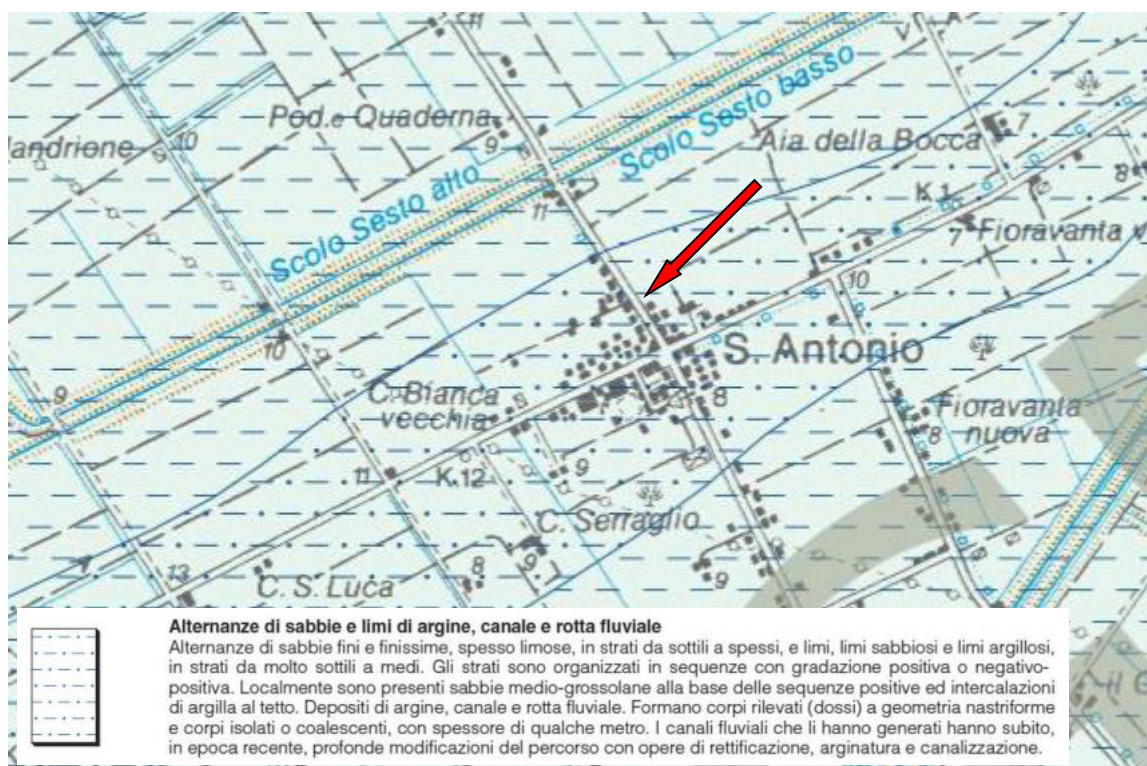 11
Pod.e Quaderna
andrione
10
9
Scolo Sesto basso
Aia della Bocca
7
Scolo Sesto alto
11
K.1
8
7
Fioravanta v
10
10
S. Antonio
9
C. Bianca
vecchia
8
Fioravanta
nuova
8
11
K.12
9
C. Serraglio
13
C. S. Luca
8
9
9
Alternanze di sabbie e limi di argine, canale e rotta fluviale
Alternanze di sabbie fini e finissime, spesso limose, in strati da sottili a spessi, e limi, limi sabbiosi e limi argillosi,
in strati da molto sottili a medi. Gli strati sono organizzati in sequenze con gradazione positiva o negativo-
positiva. Localmente sono presenti sabbie medio-grossolane alla base delle sequenze positive ed intercalazioni
di argilla al tetto. Depositi di argine, canale e rotta fluviale. Formano corpi rilevati (dossi) a geometria nastriforme
e corpi isolati o coalescenti, con spessore di qualche metro. I canali fluviali che li hanno generati hanno subito,
in epoca recente, profonde modificazioni del percorso con opere di rettificazione, arginatura e canalizzazione.